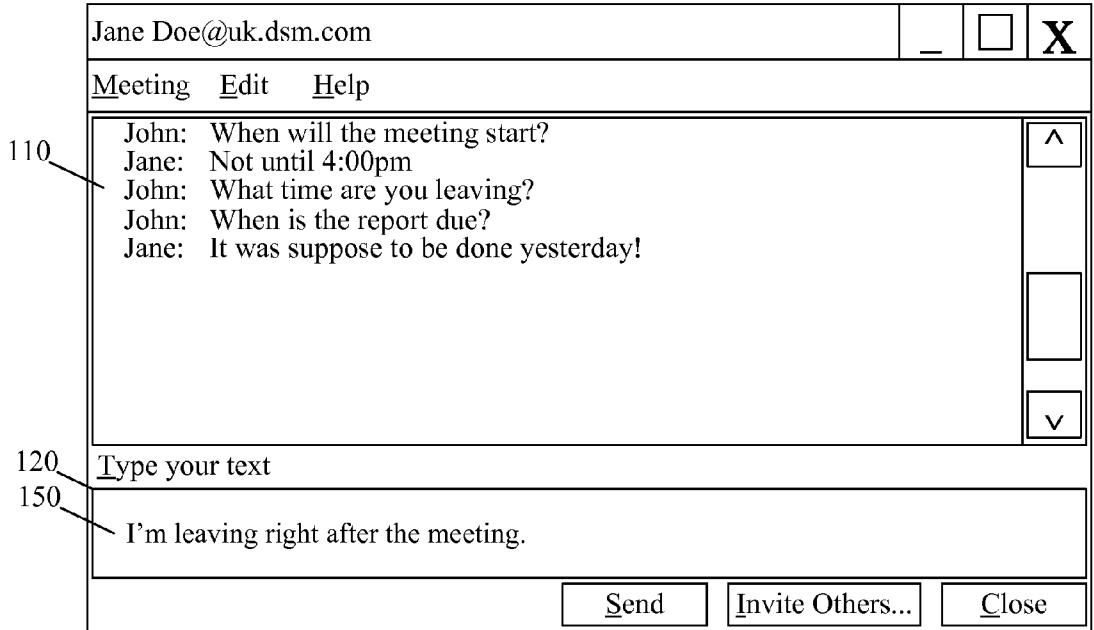 Jane Doe@uk.dsm.com _ X
Meeting Edit Help
John: When will the meeting start?
110
Jane: Not until 4:00pm
John: What time are you leaving?
John: When is the report due?
Jane: It was suppose to be done yesterday!
120 Type your text
150
I'm leaving right after the meeting.
Send Invite Others... Close